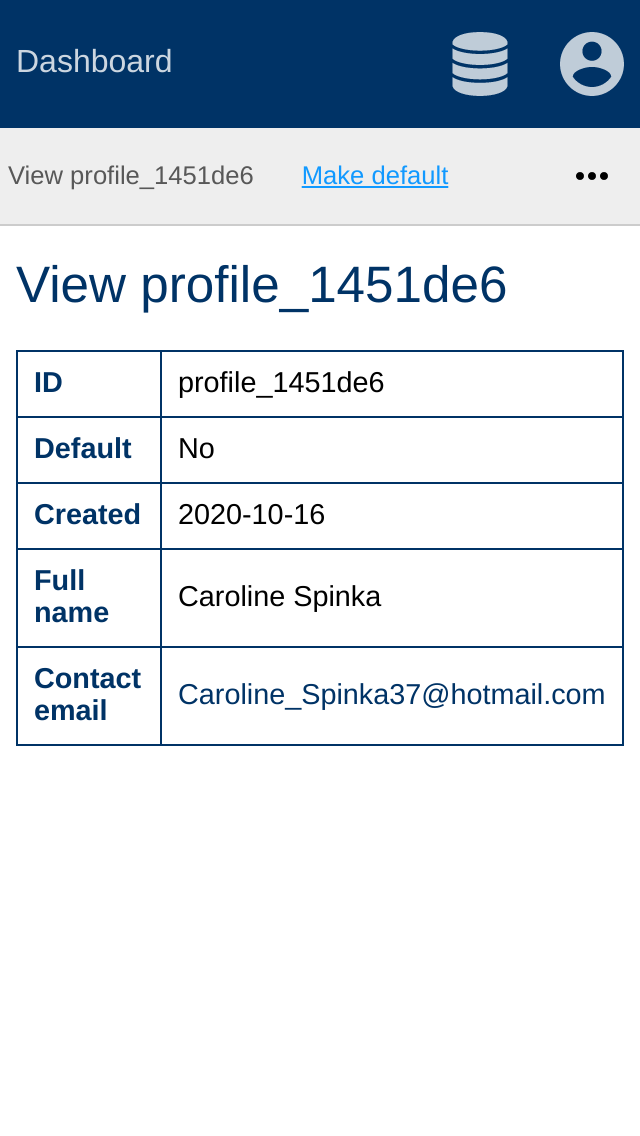 Dashboard
View profile_1451de6 Make default
View profile_1451de6
ID profile_1451de6
Default No
Created 2020-10-16
Full
name
Caroline Spinka
Contact
email
Caroline_Spinka37@hotmail.com